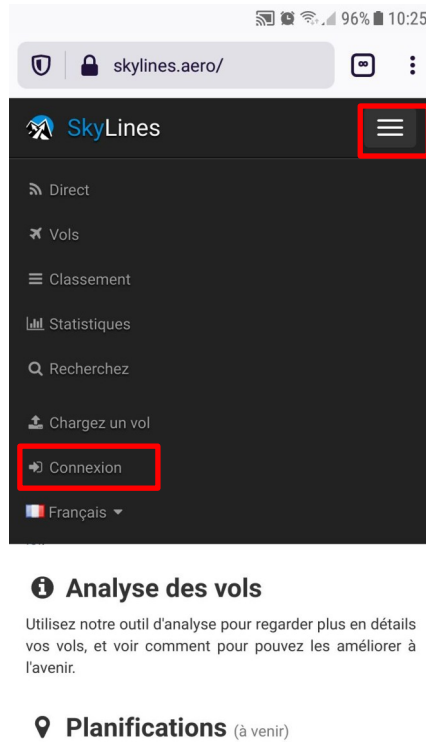 96% 10:25
skylines.aero/
SkyLines
Direct
Vols
Classement
Statistiques
Recherchez
Chargez un vol
Connexion
Français
Analyse des vols
Utilisez notre outil d'analyse pour regarder plus en détails
vos vols, et voir comment pour pouvez les améliorer à
l'avenir.
Planifications (à venir)